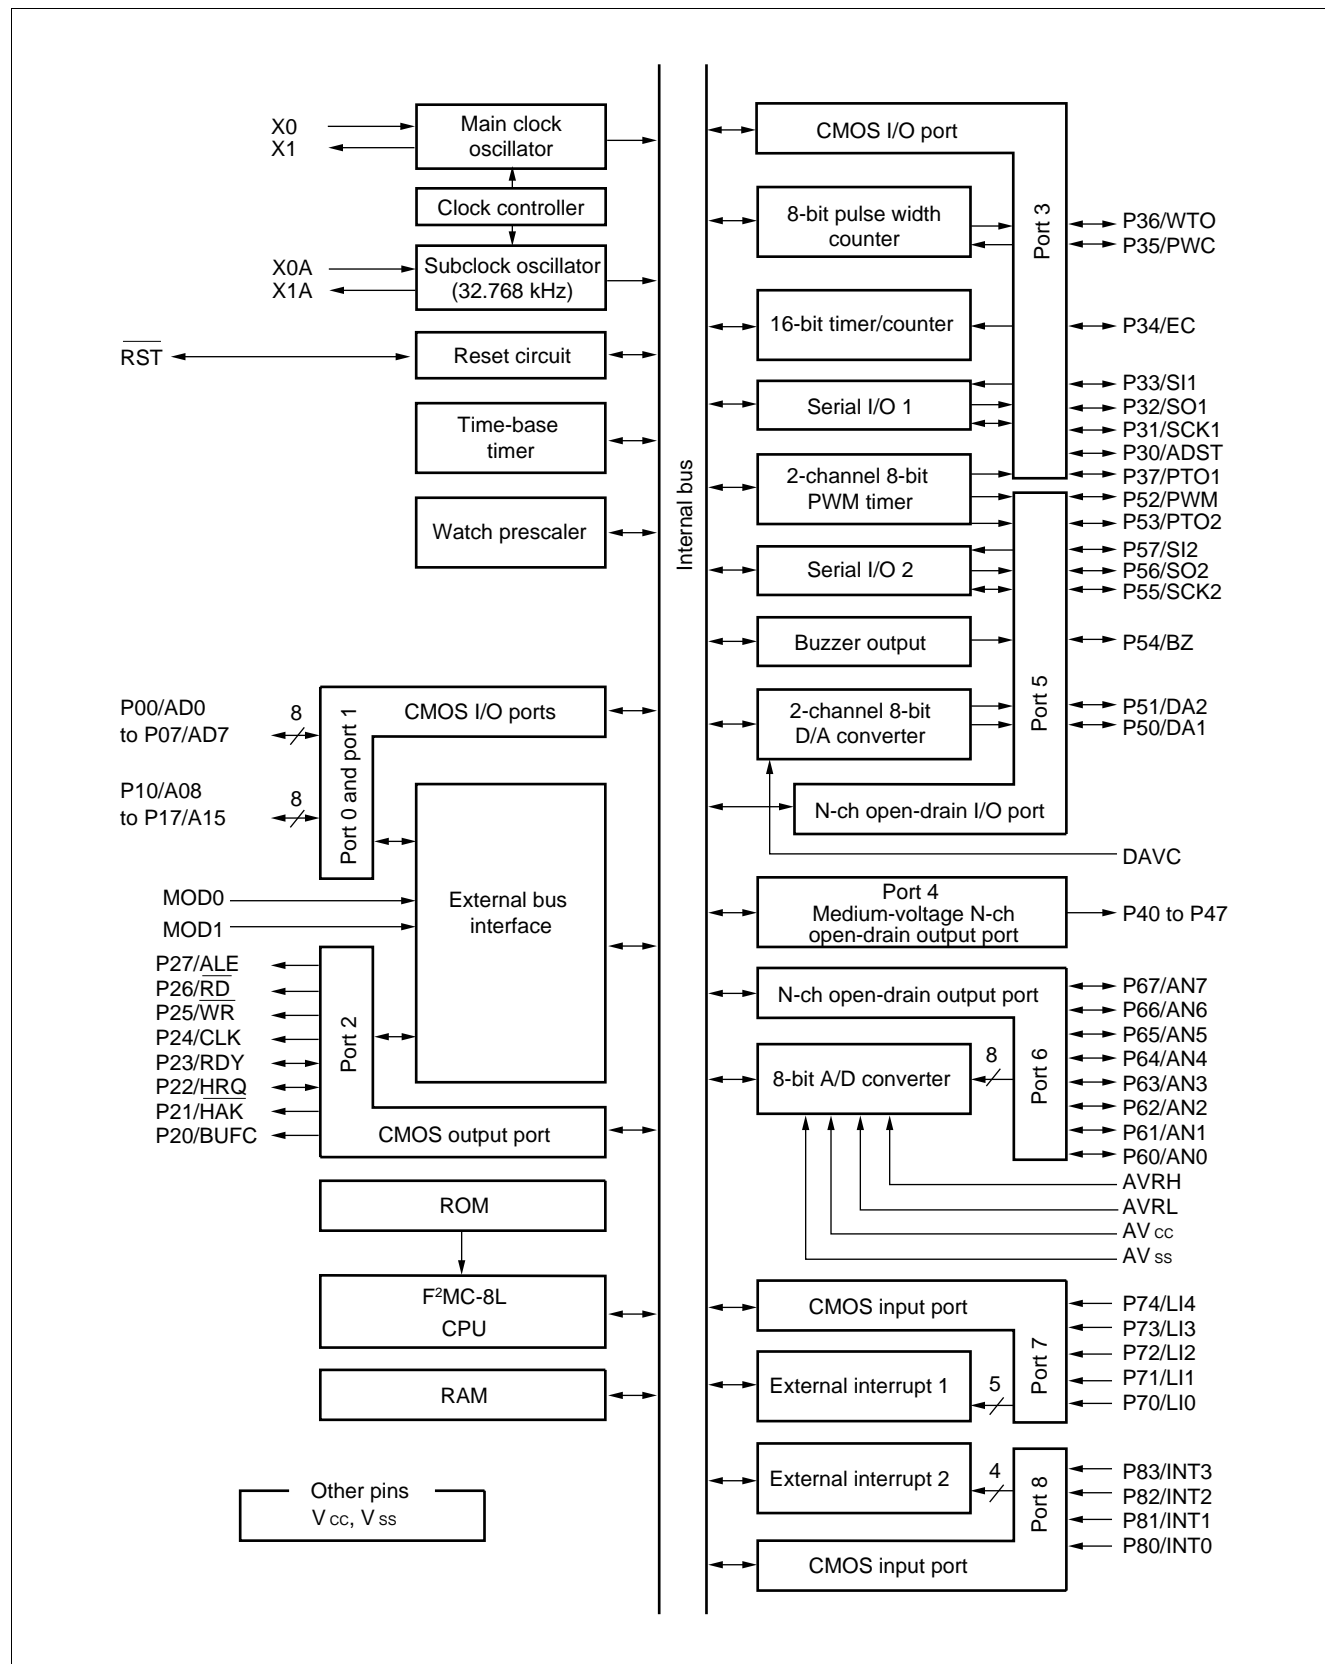 X0
X1
Main clock
oscillator
Clock controller
X0A
X1A
Subclock oscillator
(32.768 kHz)
RST
Reset circuit
Time-base
timer
Watch prescaler
P00/AD0
to P07/AD7
8
P10/A08
to P17/A15
8
Port 0 and port 1
CMOS I/O ports
External bus
interface
MOD0
MOD1
P27/ALE
P26/RD
P25/WR
P24/CLK
P23/RDY
P22/HRQ
P21/HAK
P20/BUFC
Port 2
CMOS output port
ROM
F²MC-8L
CPU
RAM
Other pins
Vcc, Vss
Internal bus
CMOS I/O port
Port 3
8-bit pulse width
counter
P36/WTO
P35/PWC
16-bit timer/counter
P34/EC
Serial I/O 1
P33/SI1
P32/SO1
P31/SCK1
P30/ADST
P37/PTO1
2-channel 8-bit
PWM timer
P52/PWM
P53/PTO2
Serial I/O 2
P57/SI2
P56/SO2
P55/SCK2
Buzzer output
P54/BZ
Port 5
2-channel 8-bit
D/A converter
P51/DA2
P50/DA1
N-ch open-drain I/O port
DAVC
Port 4
Medium-voltage N-ch
open-drain output port
P40 to P47
N-ch open-drain output port
Port 6
8-bit A/D converter
8
P67/AN7
P66/AN6
P65/AN5
P64/AN4
P63/AN3
P62/AN2
P61/AN1
P60/AN0
AVRH
AVRL
AVcc
AVss
CMOS input port
Port 7
External interrupt 1
5
P74/LI4
P73/LI3
P72/LI2
P71/LI1
P70/LI0
External interrupt 2
4
Port 8
P83/INT3
P82/INT2
P81/INT1
P80/INT0
CMOS input port